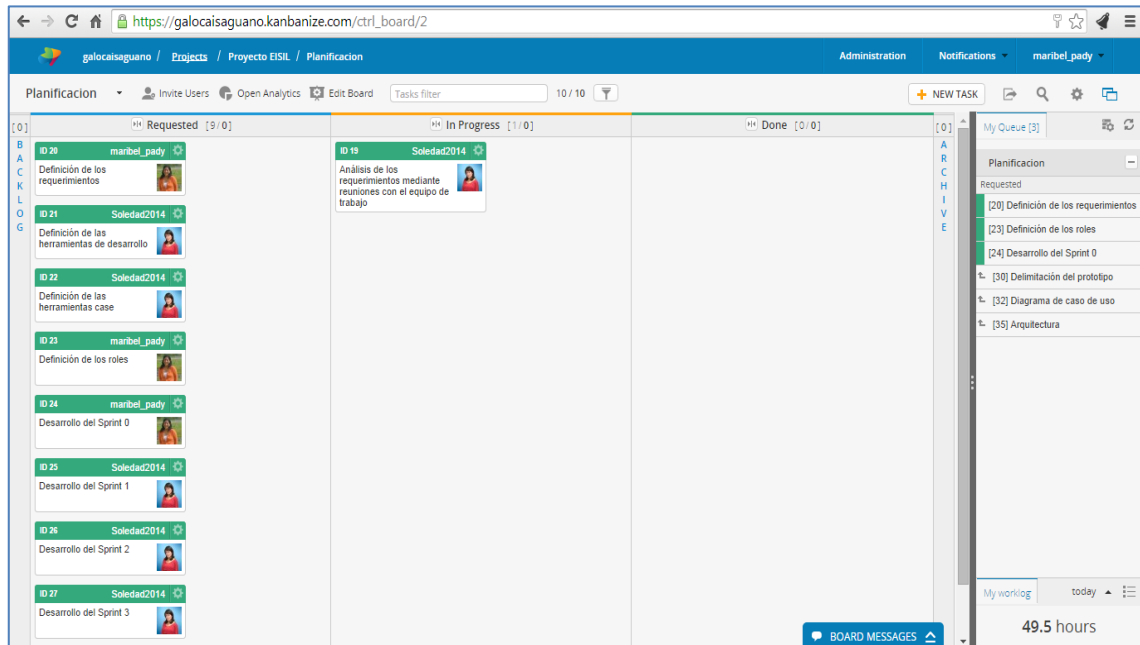 https://galocaisaguano.kanbanize.com/ctrl_board/2
galocaisaguano / Projects / Proyecto EISIL / Planificacion
Administration
Notifications
maribel_pady
Planificacion
Invite Users
Open Analytics
Edit Board
Tasks filter
10 / 10
+ NEW TASK
[0]
Requested [9/0]
In Progress [1/0]
Done [0/0]
[0]
BACKLOG
ID 20 maribel_pady
Definición de los
requerimientos
ID 21 Soledad2014
Definición de las
herramientas de desarrollo
ID 22 Soledad2014
Definición de las
herramientas case
ID 23 maribel_pady
Definición de los roles
ID 24 maribel_pady
Desarrollo del Sprint 0
ID 25 Soledad2014
Desarrollo del Sprint 1
ID 26 Soledad2014
Desarrollo del Sprint 2
ID 27 Soledad2014
Desarrollo del Sprint 3
ID 19 Soledad2014
Análisis de los
requerimientos mediante
reuniones con el equipo de
trabajo
ARCHIVE
My Queue [3]
Planificacion
Requested
[20] Definición de los requerimientos
[23] Definición de los roles
[24] Desarrollo del Sprint 0
[30] Delimitación del prototipo
[32] Diagrama de caso de uso
[35] Arquitectura
My worklog
today
49.5 hours
BOARD MESSAGES